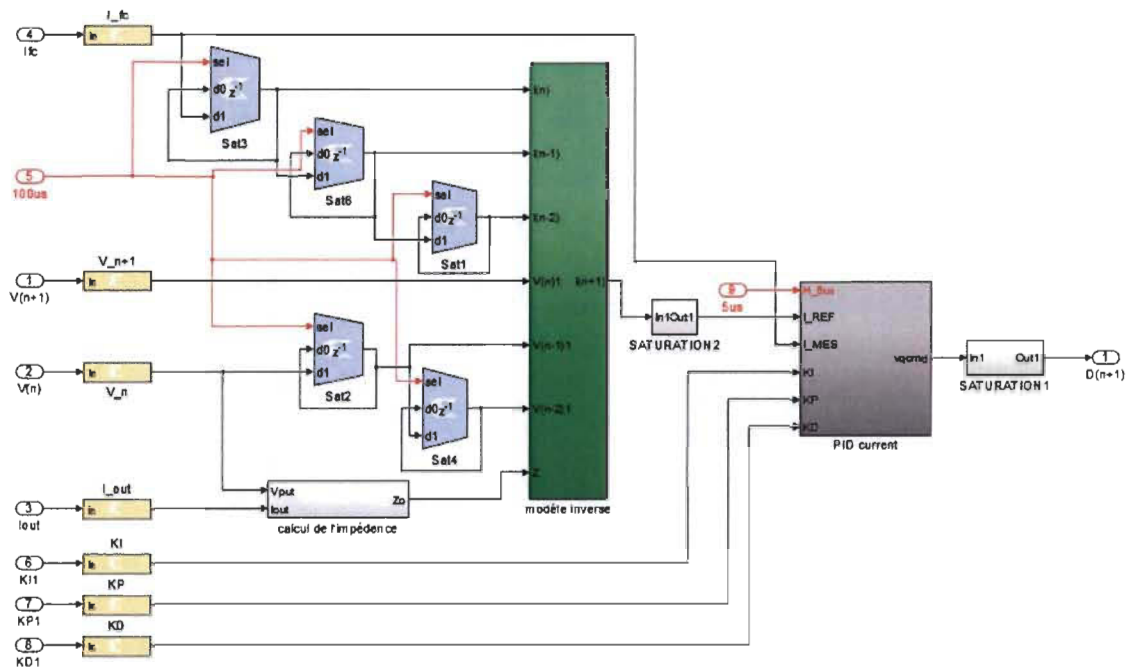 I_fc
4
In
Ifc
sel
d0 z⁻¹
d1
Sat3
I(n)
sel
d0 z⁻¹
d1
Sat6
I(n-1)
5
100us
sel
d0 z⁻¹
d1
Sat1
I(n-2)
V_n+1
1
In
V(n+1)
V(n)1
I(n+1)
In1 Out1
SATURATION2
9
5us
H_5us
I_REF
I_MES
KI
KP
KD
vqcmd
PID current
In1
Out1
SATURATION1
1
D(n+1)
sel
d0 z⁻¹
d1
Sat2
V(n-1)1
2
In
V(n)
V_n
sel
d0 z⁻¹
d1
Sat4
V(n-2)1
Z
modéle inverse
I_out
3
In
Iout
Vput
Iout
Zo
calcul de l'impédence
KI
6
In
KI1
KP
7
In
KP1
KD
8
In
KD1